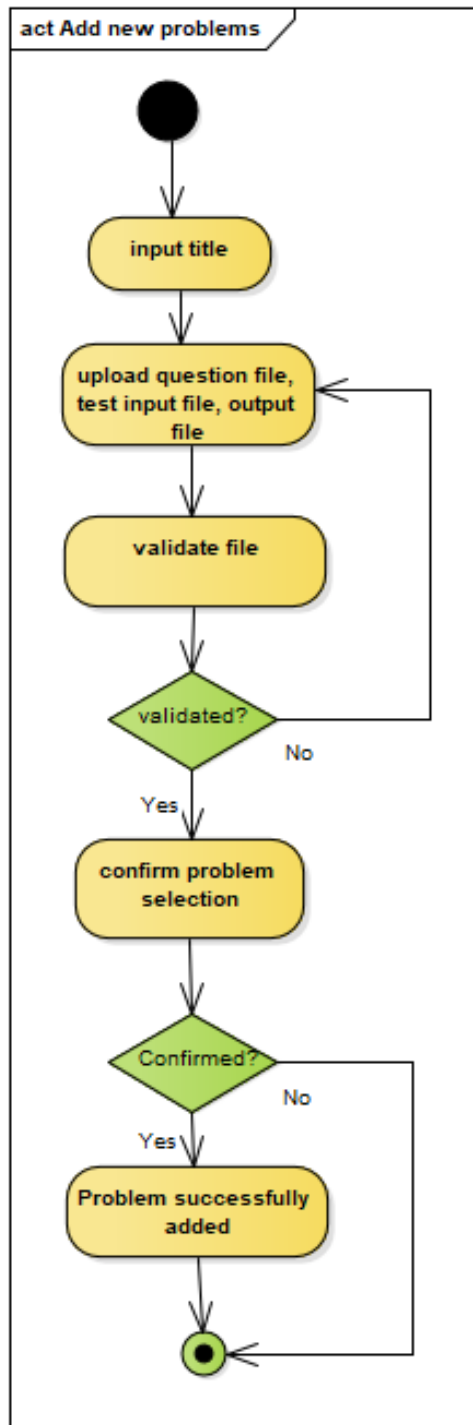 act Add new problems
input title
upload question file,
test input file, output
file
validate file
validated?
No
Yes
confirm problem
selection
Confirmed?
No
Yes
Problem successfully
added